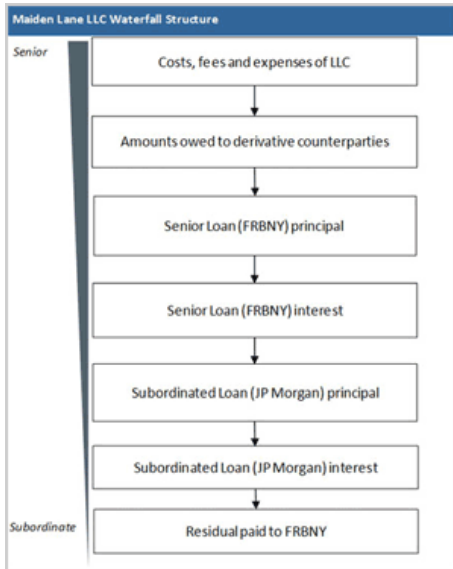 Maiden Lane LLC Waterfall Structure
Senior
Costs, fees and expenses of LLC
Amounts owed to derivative counterparties
Senior Loan (FRBNY) principal
Senior Loan (FRBNY) interest
Subordinated Loan (JP Morgan) principal
Subordinated Loan (JP Morgan) interest
Subordinate
Residual paid to FRBNY